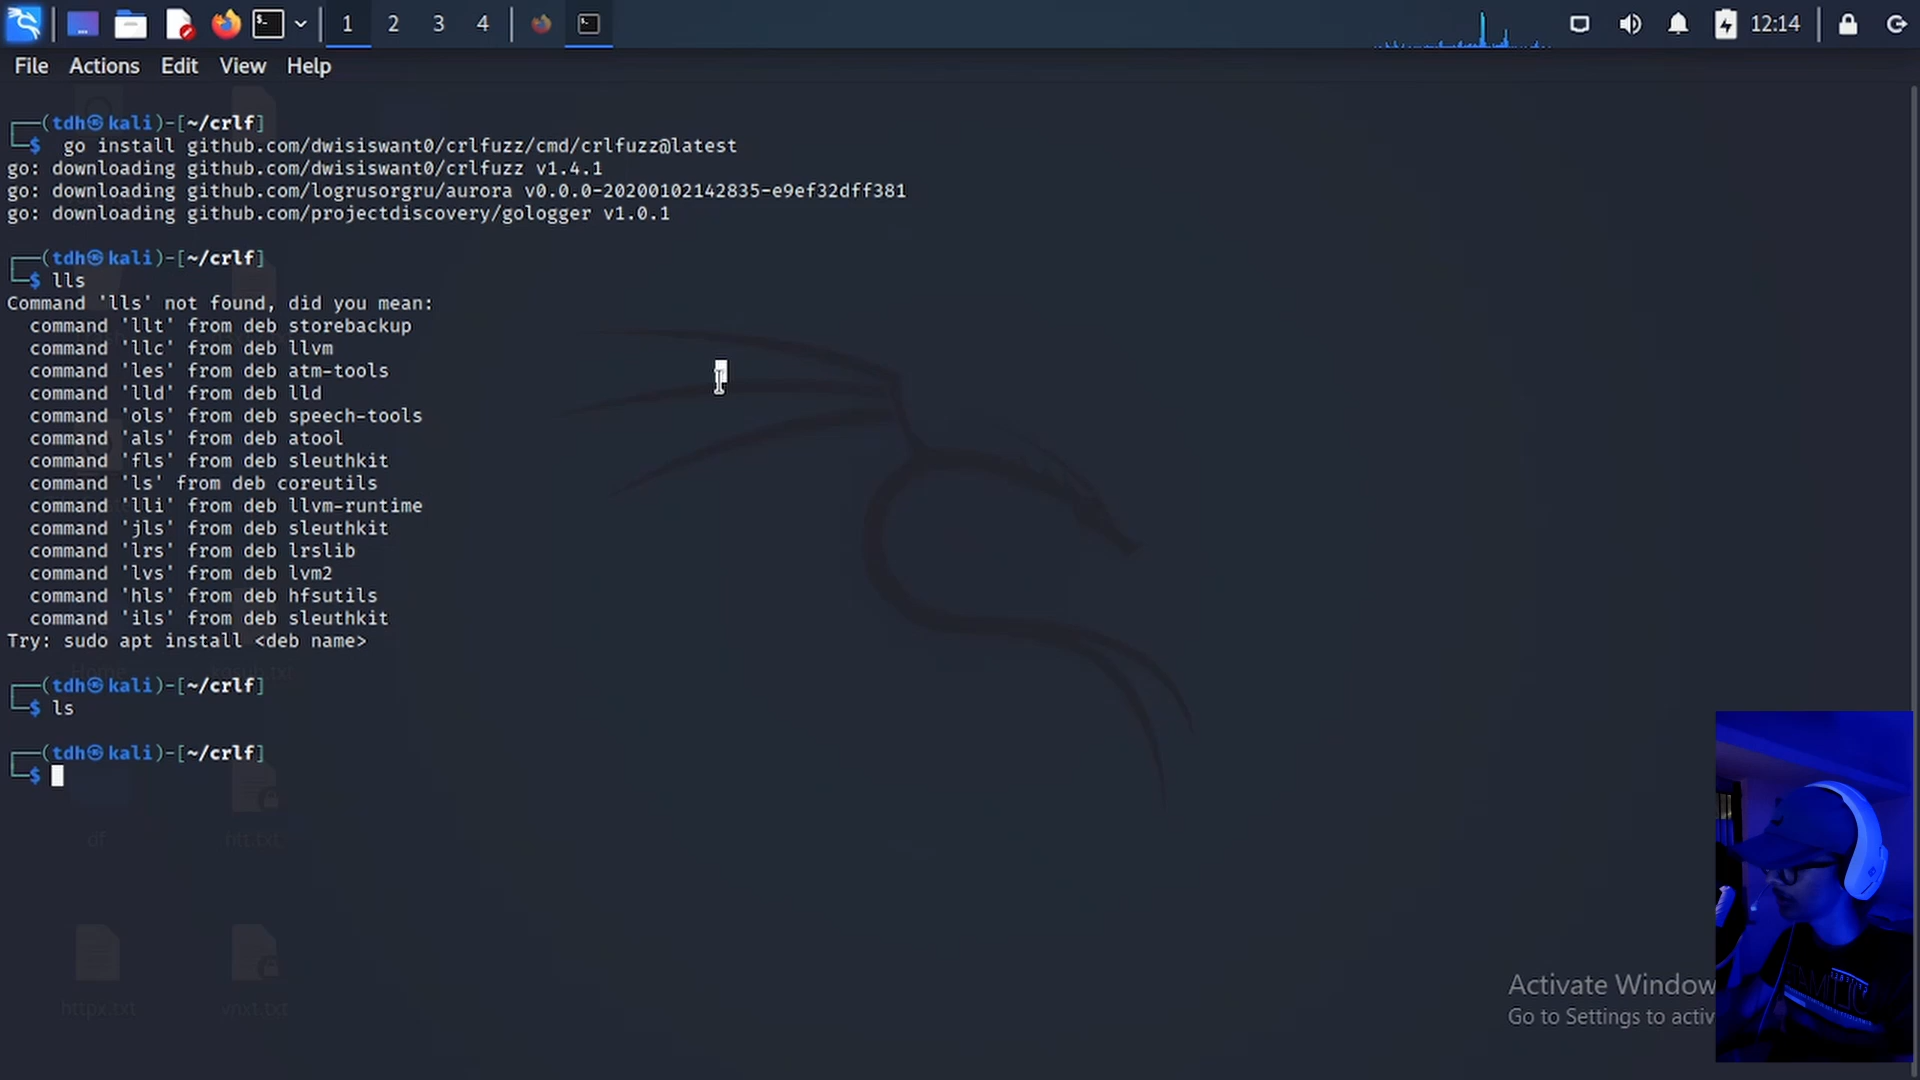 1 2 3 4 12:14
File Actions Edit View Help
(tdh㉿kali)-[~/crlf]
$ go install github.com/dwisiswant0/crlfuzz/cmd/crlfuzz@latest
go: downloading github.com/dwisiswant0/crlfuzz v1.4.1
go: downloading github.com/logrusorgru/aurora v0.0.0-20200102142835-e9ef32dff381
go: downloading github.com/projectdiscovery/gologger v1.0.1
(tdh㉿kali)-[~/crlf]
$ lls
Command 'lls' not found, did you mean:
command 'llt' from deb storebackup
command 'llc' from deb llvm
command 'les' from deb atm-tools
command 'lld' from deb lld
command 'ols' from deb speech-tools
command 'als' from deb atool
command 'fls' from deb sleuthkit
command 'ls' from deb coreutils
command 'lli' from deb llvm-runtime
command 'jls' from deb sleuthkit
command 'lrs' from deb lrslib
command 'lvs' from deb lvm2
command 'hls' from deb hfsutils
command 'ils' from deb sleuthkit
Try: sudo apt install <deb name>
Home
(tdh㉿kali)-[~/crlf]
$ ls
(tdh㉿kali)-[~/crlf]
$
of
httpx.txt
Activate Window
Go to Settings to activ